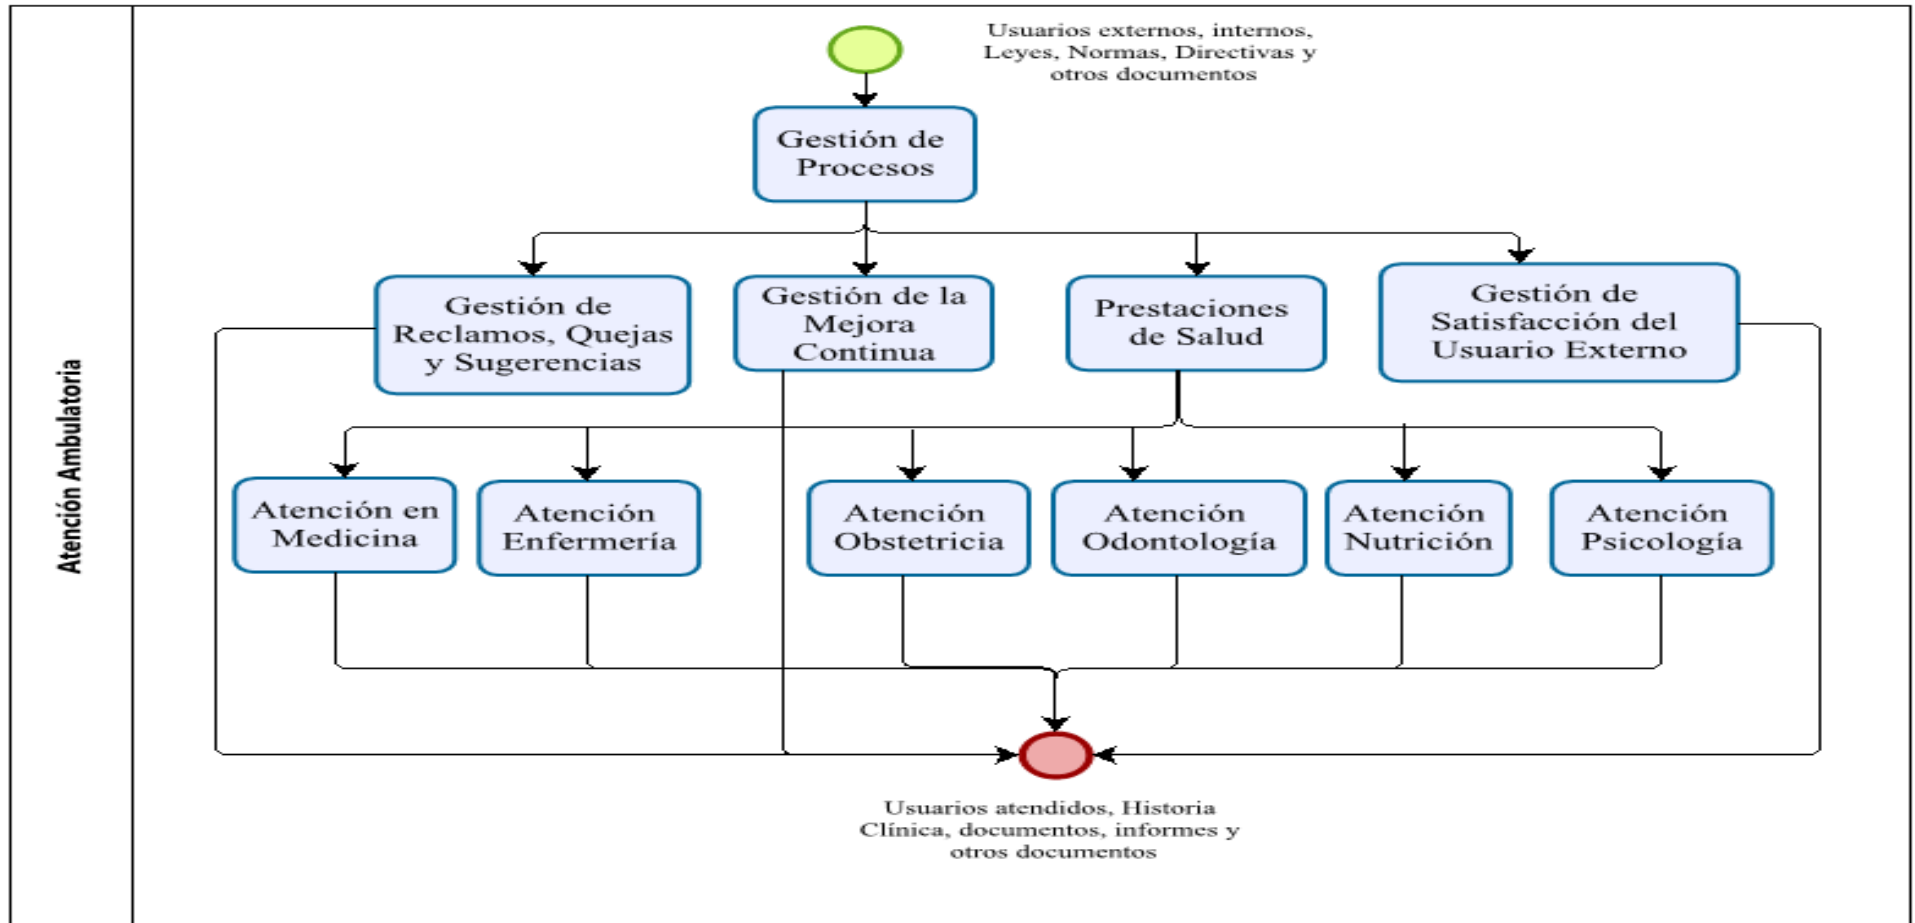 Usuarios externos, internos,
Leyes, Normas, Directivas y
otros documentos
Gestión de
Procesos
Gestión de
Reclamos, Quejas
y Sugerencias
Gestión de la
Mejora
Continua
Prestaciones
de Salud
Gestión de
Satisfacción del
Usuario Externo
Atención Ambulatoria
Atención en
Medicina
Atención
Enfermería
Atención
Obstetricia
Atención
Odontología
Atención
Nutrición
Atención
Psicología
Usuarios atendidos, Historia
Clínica, documentos, informes y
otros documentos